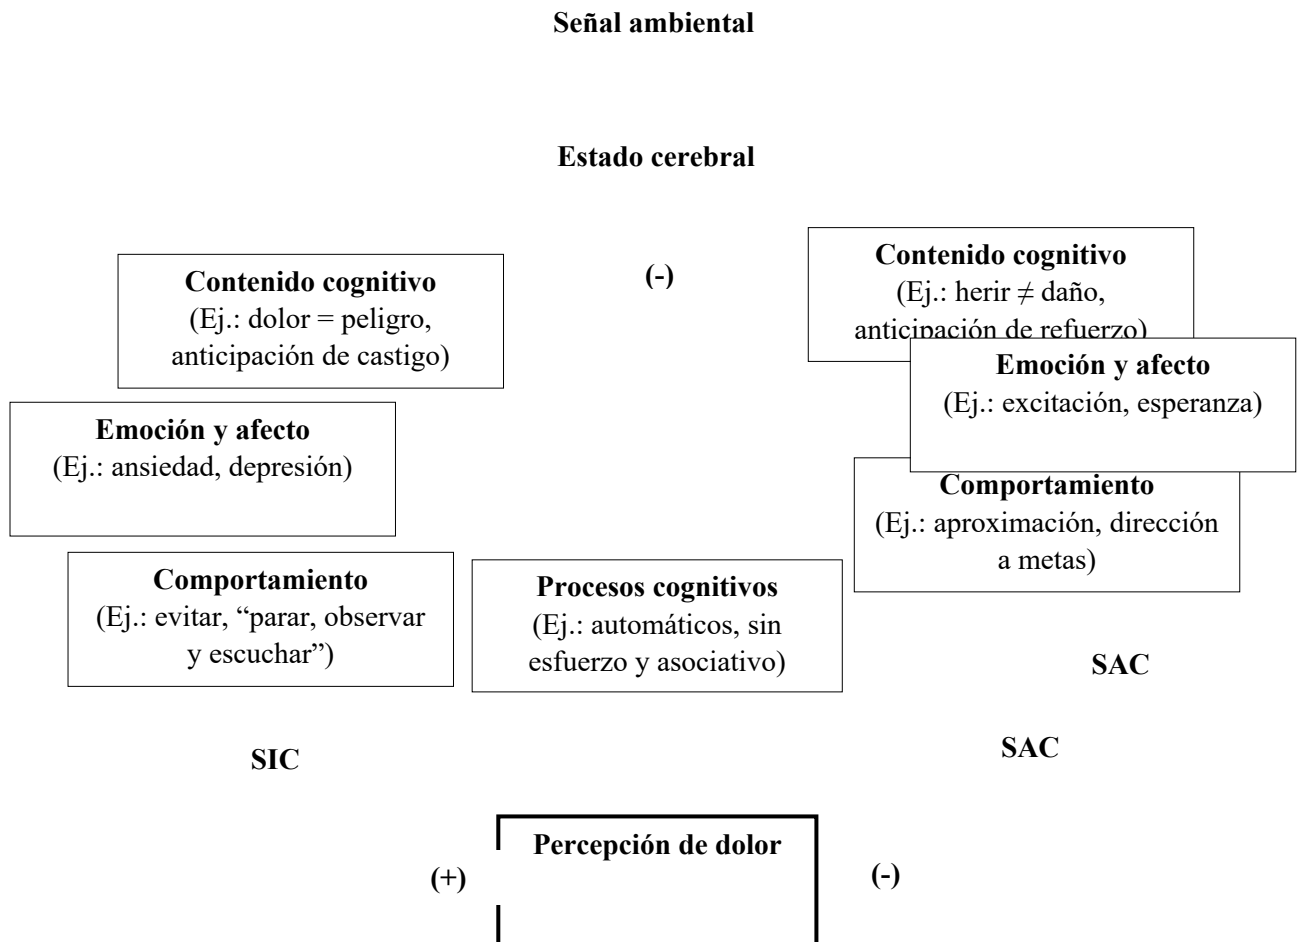 Señal ambiental
Estado cerebral
Contenido cognitivo
(Ej.: dolor = peligro,
anticipación de castigo)
(-)
Contenido cognitivo
(Ej.: herir ≠ daño,
anticipación de refuerzo)
Emoción y afecto
(Ej.: excitación, esperanza)
Emoción y afecto
(Ej.: ansiedad, depresión)
Comportamiento
(Ej.: aproximación, dirección
a metas)
Comportamiento
(Ej.: evitar, “parar, observar
y escuchar”)
Procesos cognitivos
(Ej.: automáticos, sin
esfuerzo y asociativo)
SAC
SIC
SAC
Percepción de dolor
(+)
(-)